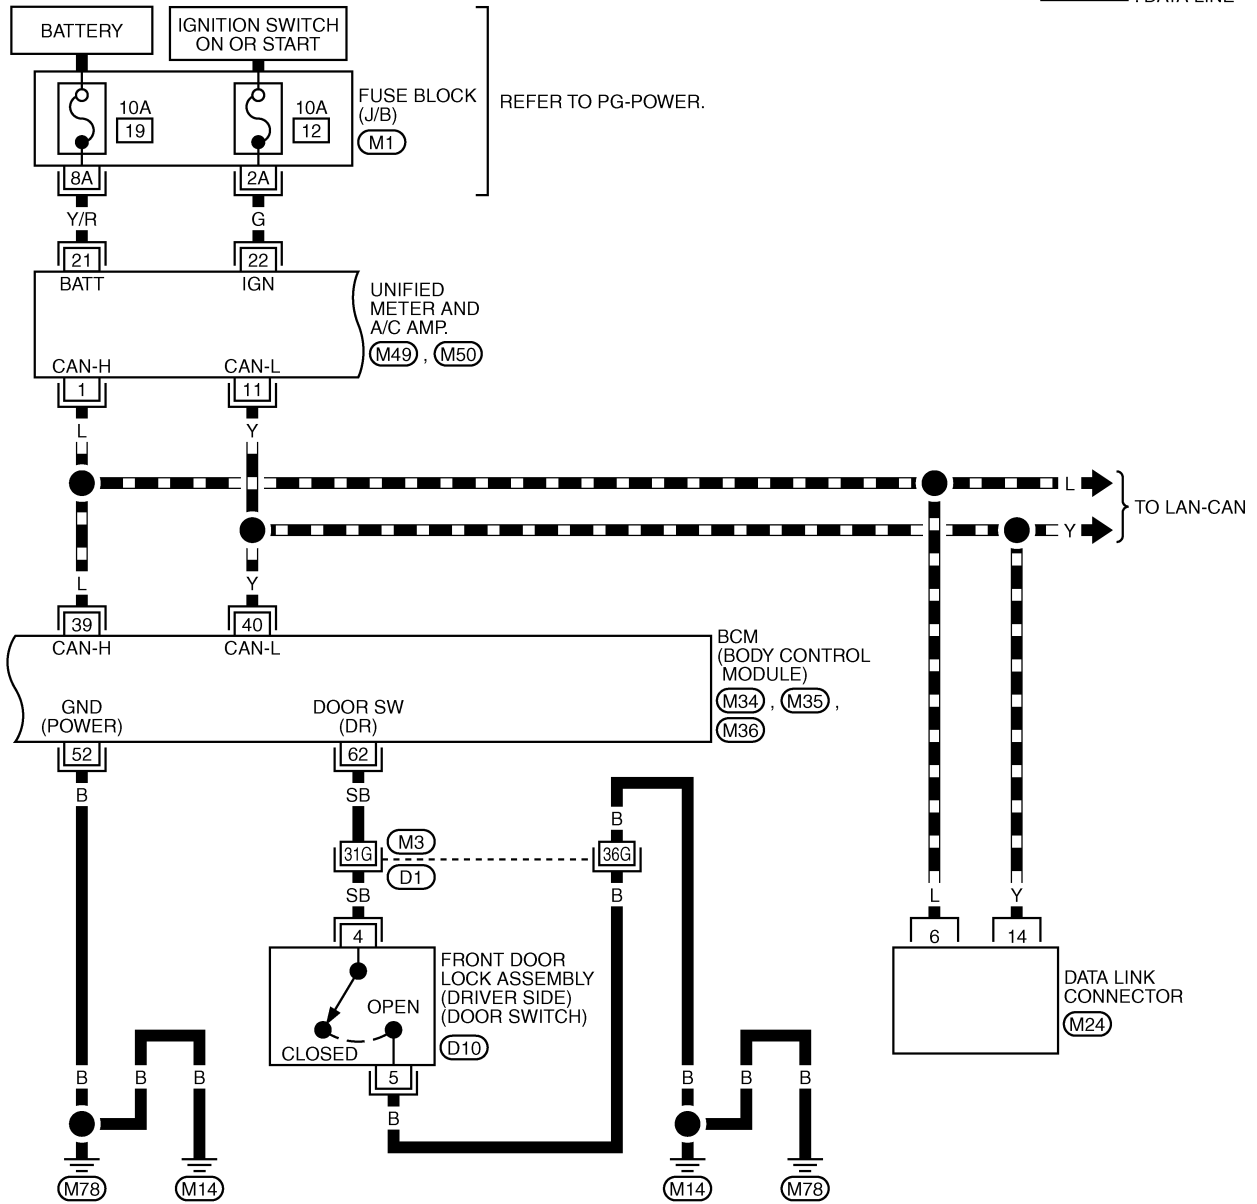 BATTERY
IGNITION SWITCH
ON OR START
10A
19
10A
12
FUSE BLOCK
(J/B)
M1
REFER TO PG-POWER.
8A
2A
Y/R
G
21
22
BATT
IGN
UNIFIED
METER AND
A/C AMP.
M49 , M50
CAN-H
CAN-L
1
11
L
Y
L
TO LAN-CAN
Y
L
Y
39
40
CAN-H
CAN-L
BCM
(BODY CONTROL
MODULE)
M34 , M35 ,
M36
GND
(POWER)
DOOR SW
(DR)
52
62
B
SB
B
31G
M3
D1
36G
SB
B
L
Y
4
6
14
FRONT DOOR
LOCK ASSEMBLY
(DRIVER SIDE)
(DOOR SWITCH)
D10
OPEN
CLOSED
DATA LINK
CONNECTOR
M24
5
B
B
B
B
B
B
B
M78
M14
M14
M78